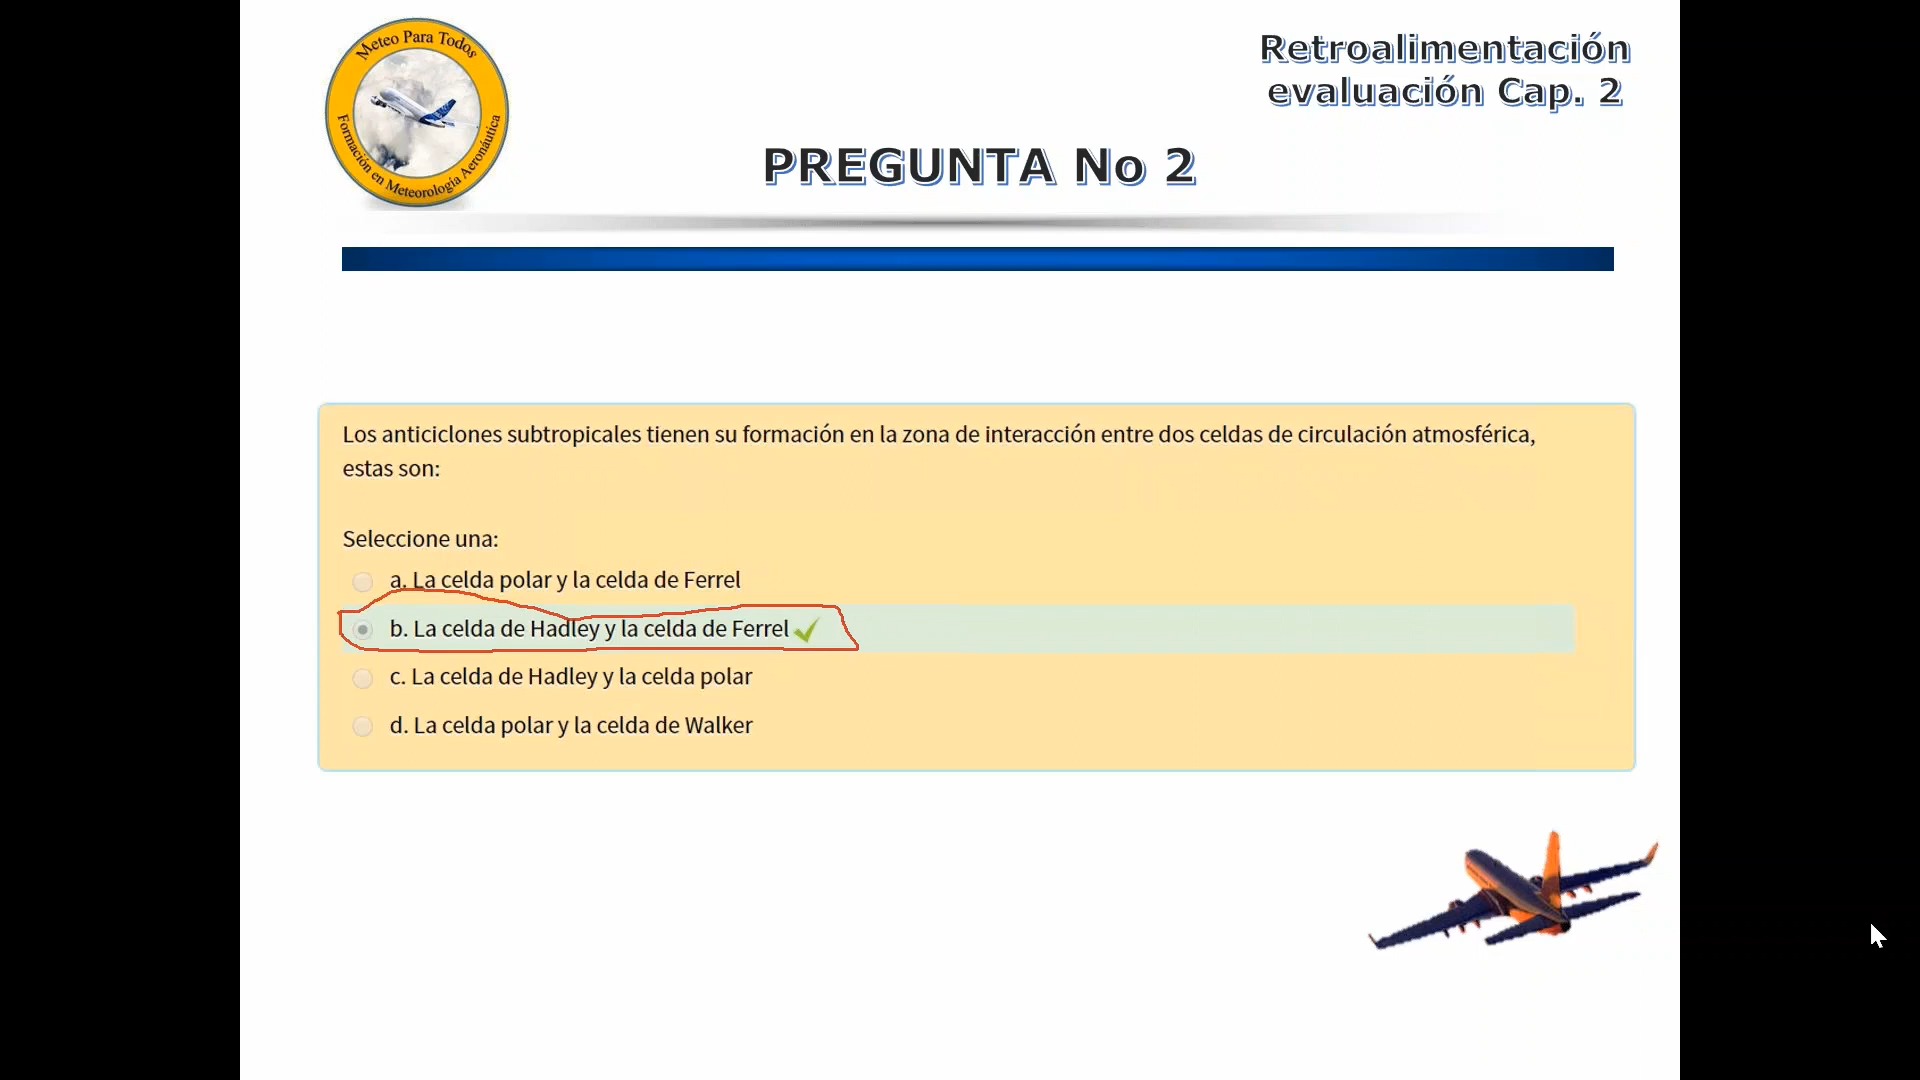 Meteo Para Todos
Formación en Meteorología Aeronáutica
Retroalimentación
evaluación Cap. 2
PREGUNTA No 2
Los anticiclones subtropicales tienen su formación en la zona de interacción entre dos celdas de circulación atmosférica,
estas son:
Seleccione una:
a. La celda polar y la celda de Ferrel
b. La celda de Hadley y la celda de Ferrel
c. La celda de Hadley y la celda polar
d. La celda polar y la celda de Walker